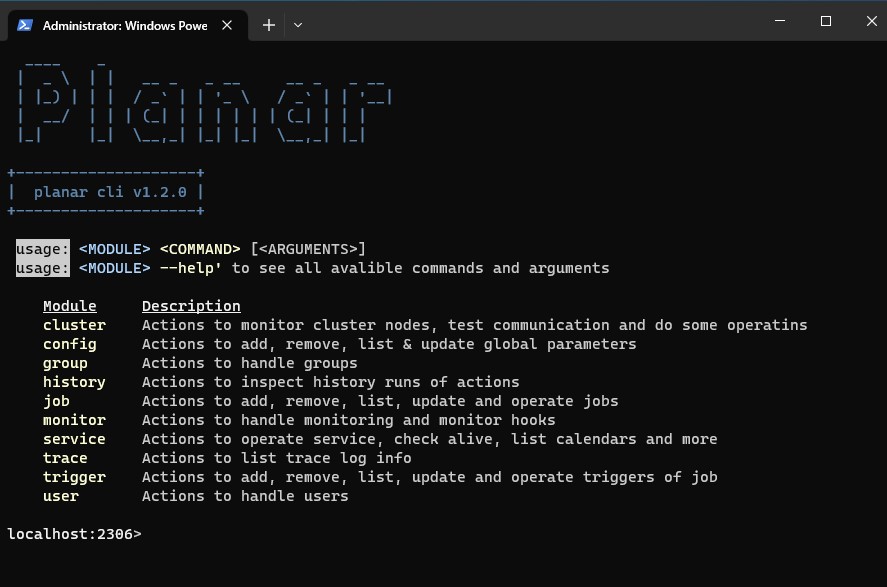 Administrator: Windows Powe
Planar
planar cli v1.2.0
usage: <MODULE> <COMMAND> [<ARGUMENTS>]
usage: <MODULE> --help' to see all avalible commands and arguments
Module Description
cluster Actions to monitor cluster nodes, test communication and do some operatins
config Actions to add, remove, list & update global parameters
group Actions to handle groups
history Actions to inspect history runs of actions
job Actions to add, remove, list, update and operate jobs
monitor Actions to handle monitoring and monitor hooks
service Actions to operate service, check alive, list calendars and more
trace Actions to list trace log info
trigger Actions to add, remove, list, update and operate triggers of job
user Actions to handle users
localhost:2306>